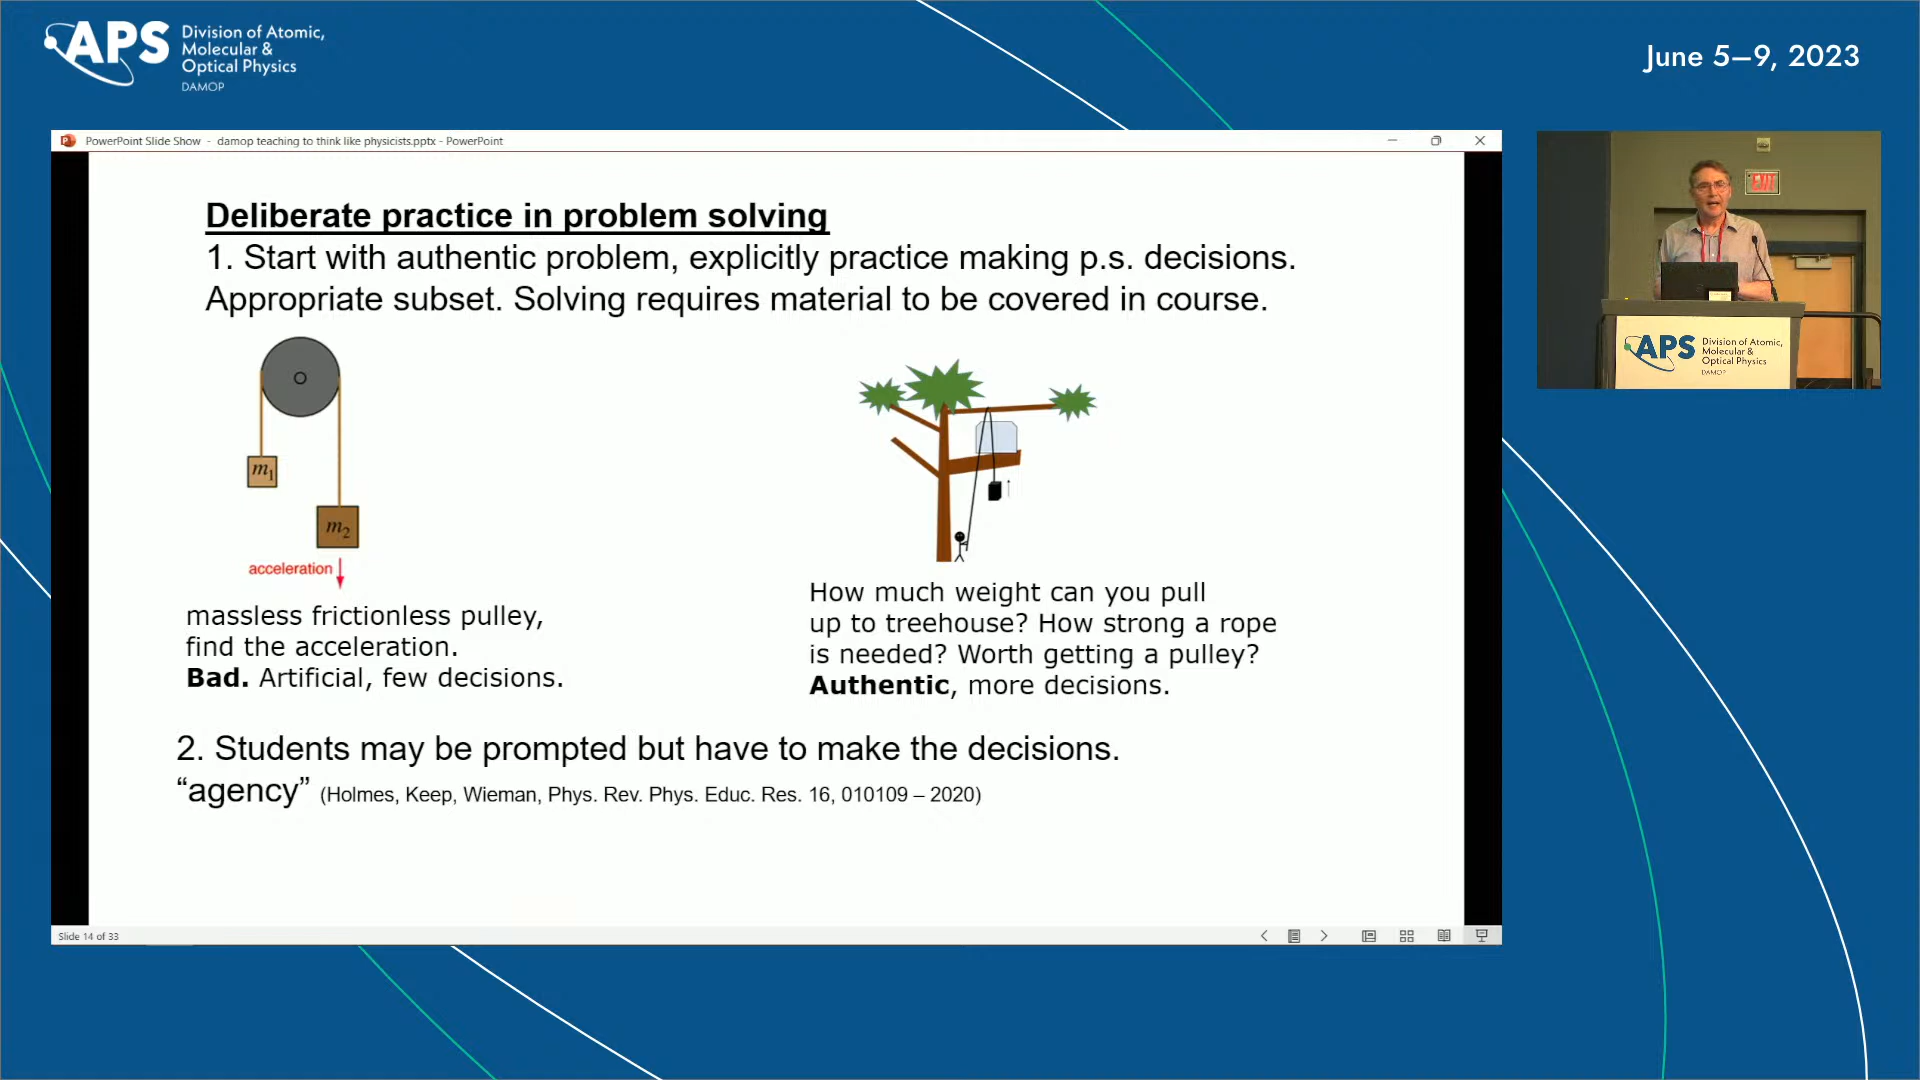 APS
Division of Atomic,
Molecular &
Optical Physics
DAMOP
June 5–9, 2023
PowerPoint Slide Show - damop teaching to think like physicists.pptx - PowerPoint
Deliberate practice in problem solving
1. Start with authentic problem, explicitly practice making p.s. decisions.
Appropriate subset. Solving requires material to be covered in course.
m1
m2
acceleration
massless frictionless pulley,
find the acceleration.
Bad. Artificial, few decisions.
How much weight can you pull
up to treehouse? How strong a rope
is needed? Worth getting a pulley?
Authentic, more decisions.
2. Students may be prompted but have to make the decisions.
“agency” (Holmes, Keep, Wieman, Phys. Rev. Phys. Educ. Res. 16, 010109 – 2020)
Slide 14 of 33
EXIT
APS
Division of Atomic,
Molecular &
Optical Physics
DAMOP